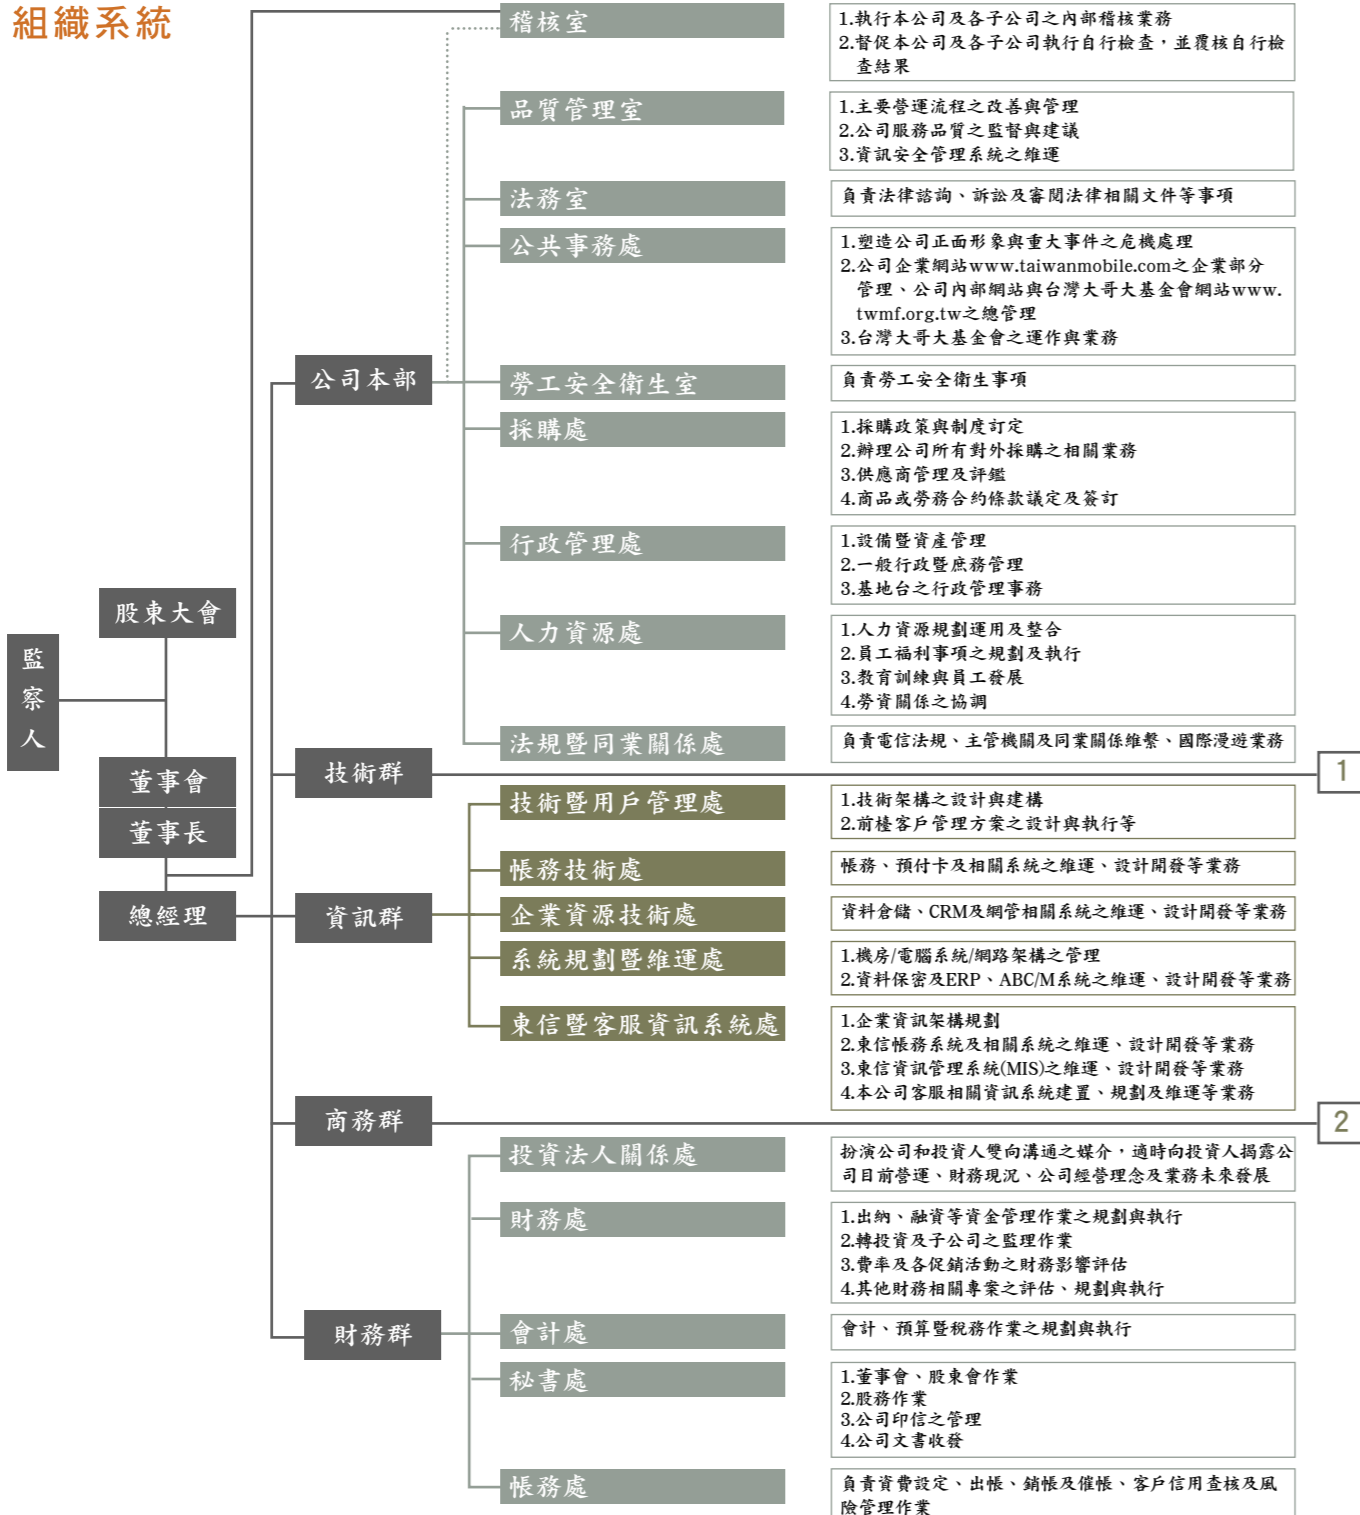 組織系統
稽核室
1.執行本公司及各子公司之內部稽核業務
2.督促本公司及各子公司執行自行檢查，並覆核自行檢
查結果
品質管理室
1.主要營運流程之改善與管理
2.公司服務品質之監督與建議
3.資訊安全管理系統之維運
法務室
負責法律諮詢、訴訟及審閱法律相關文件等事項
公共事務處
1.塑造公司正面形象與重大事件之危機處理
2.公司企業網站www.taiwanmobile.com之企業部分
管理、公司內部網站與台灣大哥大基金會網站www.
twmf.org.tw之總管理
3.台灣大哥大基金會之運作與業務
公司本部
勞工安全衛生室
負責勞工安全衛生事項
採購處
1.採購政策與制度訂定
2.辦理公司所有對外採購之相關業務
3.供應商管理及評鑑
4.商品或勞務合約條款議定及簽訂
行政管理處
1.設備暨資產管理
2.一般行政暨庶務管理
3.基地台之行政管理事務
股東大會
監察人
人力資源處
1.人力資源規劃運用及整合
2.員工福利事項之規劃及執行
3.教育訓練與員工發展
4.勞資關係之協調
法規暨同業關係處
負責電信法規、主管機關及同業關係維繫、國際漫遊業務
董事會
董事長
總經理
技術群
1
資訊群
技術暨用戶管理處
1.技術架構之設計與建構
2.前檯客戶管理方案之設計與執行等
帳務技術處
帳務、預付卡及相關系統之維運、設計開發等業務
企業資源技術處
資料倉儲、CRM及網管相關系統之維運、設計開發等業務
系統規劃暨維運處
1.機房/電腦系統/網路架構之管理
2.資料保密及ERP、ABC/M系統之維運、設計開發等業務
東信暨客服資訊系統處
1.企業資訊架構規劃
2.東信帳務系統及相關系統之維運、設計開發等業務
3.東信資訊管理系統(MIS)之維運、設計開發等業務
4.本公司客服相關資訊系統建置、規劃及維運等業務
商務群
2
投資法人關係處
扮演公司和投資人雙向溝通之媒介，適時向投資人揭露公
司目前營運、財務現況、公司經營理念及業務未來發展
財務處
1.出納、融資等資金管理作業之規劃與執行
2.轉投資及子公司之監理作業
3.費率及各促銷活動之財務影響評估
4.其他財務相關專案之評估、規劃與執行
財務群
會計處
會計、預算暨稅務作業之規劃與執行
秘書處
1.董事會、股東會作業
2.股務作業
3.公司印信之管理
4.公司文書收發
帳務處
負責資費設定、出帳、銷帳及催帳、客戶信用查核及風
險管理作業